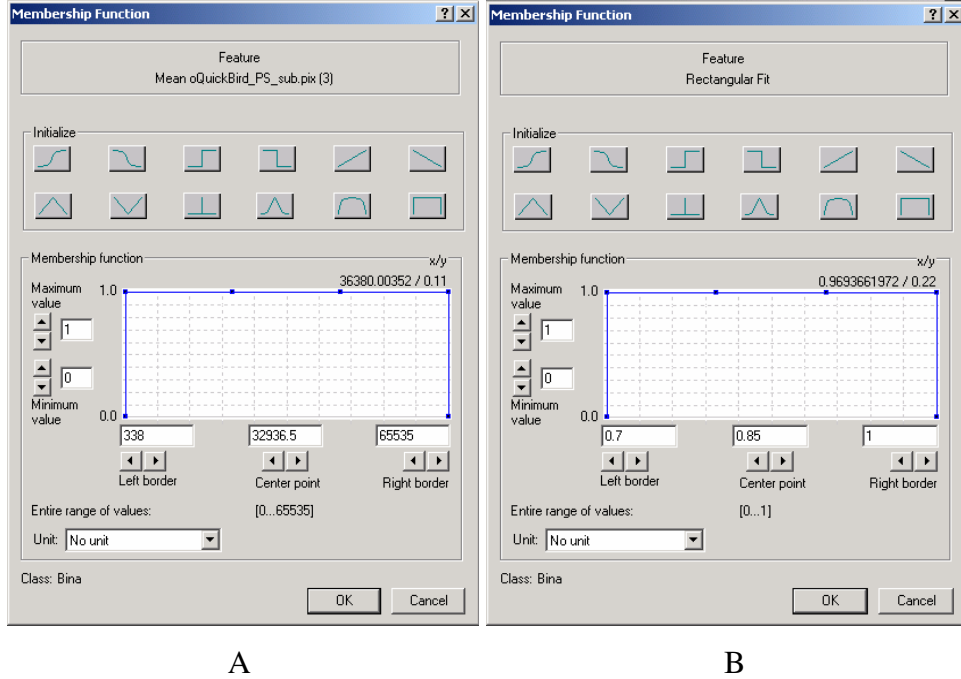 Membership Function
Feature
Mean oQuickBird_PS_sub.pix (3)
Initialize
Membership function
x/y
36380.00352 / 0.11
Maximum
value
1.0
1
0
Minimum
value
0.0
338
32936.5
65535
Left border
Center point
Right border
Entire range of values:
[0...65535]
Unit:
No unit
Class: Bina
OK
Cancel
A
Membership Function
Feature
Rectangular Fit
Initialize
Membership function
x/y
0.9693661972 / 0.22
Maximum
value
1.0
1
0
Minimum
value
0.0
0.7
0.85
1
Left border
Center point
Right border
Entire range of values:
[0...1]
Unit:
No unit
Class: Bina
OK
Cancel
B